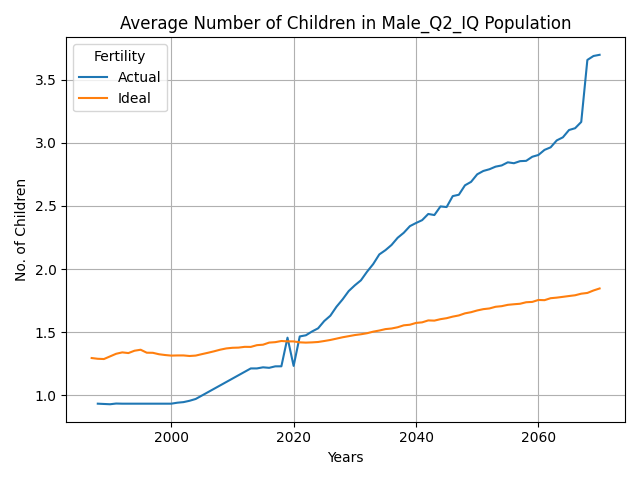 Average Number of Children in Male_Q2_IQ Population
Fertility
Actual
Ideal
No. of Children
3.5
3.0
2.5
2.0
1.5
1.0
2000 2020 2040 2060
Years